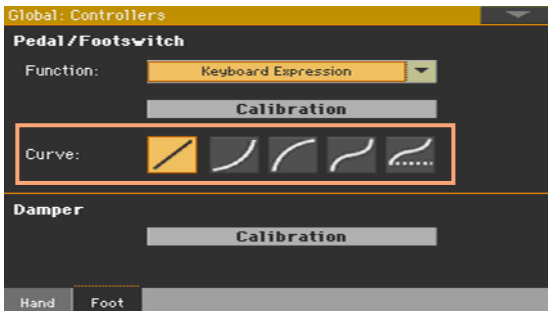 Global: Controllers
Pedal/Footswitch
Function: Keyboard Expression
Calibration
Curve:
Damper
Calibration
Hand Foot